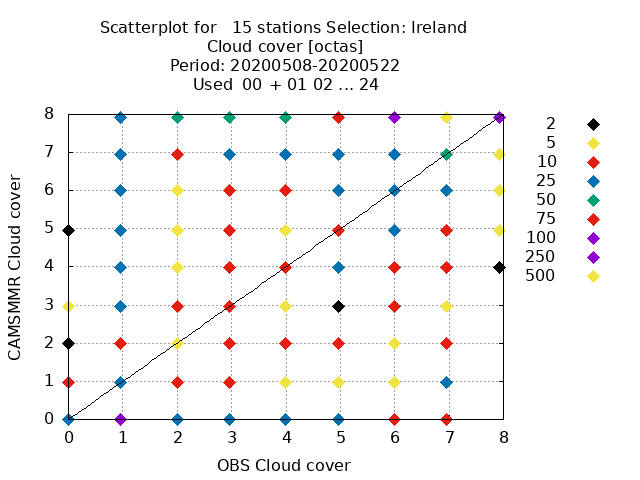 Scatterplot for   15 stations Selection: Ireland
Cloud cover [octas]
Period: 20200508-20200522
Used  00 + 01 02 ... 24
8
7
6
5
4
3
2
1
0
CAMSMMR Cloud cover
0 1 2 3 4 5 6 7 8
OBS Cloud cover
2
5
10
25
50
75
100
250
500